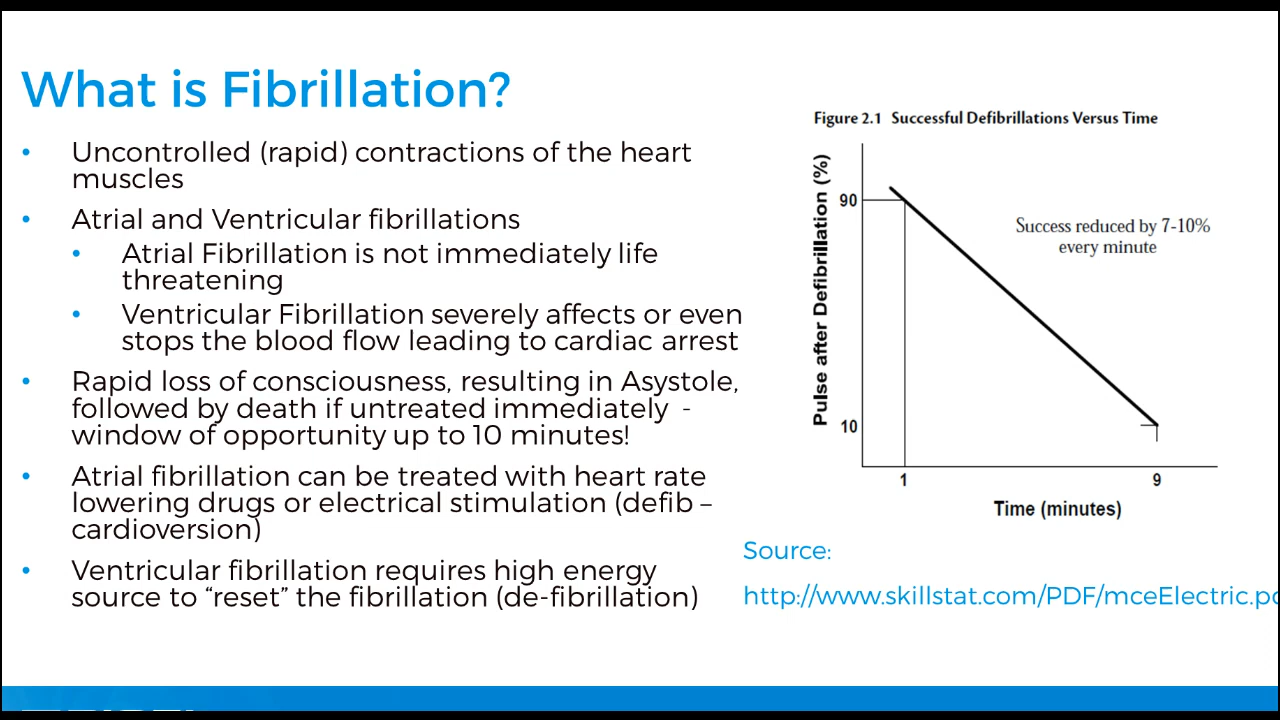 What is Fibrillation?
• Uncontrolled (rapid) contractions of the heart
muscles
• Atrial and Ventricular fibrillations
• Atrial Fibrillation is not immediately life
threatening
• Ventricular Fibrillation severely affects or even
stops the blood flow leading to cardiac arrest
• Rapid loss of consciousness, resulting in Asystole,
followed by death if untreated immediately -
window of opportunity up to 10 minutes!
• Atrial fibrillation can be treated with heart rate
lowering drugs or electrical stimulation (defib –
cardioversion)
• Ventricular fibrillation requires high energy
source to “reset” the fibrillation (de-fibrillation)
Figure 2.1 Successful Defibrillations Versus Time
Pulse after Defibrillation (%)
90
Success reduced by 7-10%
every minute
10
1 9
Time (minutes)
Source:
http://www.skillstat.com/PDF/mceElectric.pd